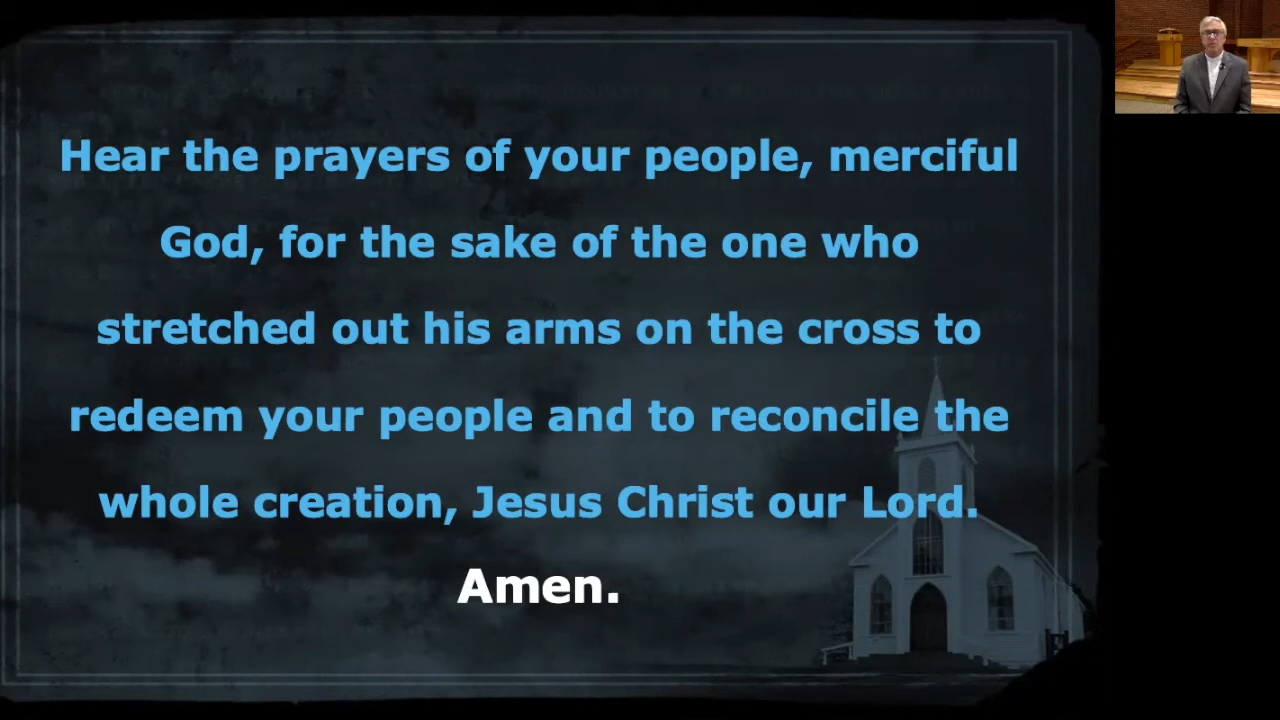 Hear the prayers of your people, merciful
God, for the sake of the one who
stretched out his arms on the cross to
redeem your people and to reconcile the
whole creation, Jesus Christ our Lord.
Amen.